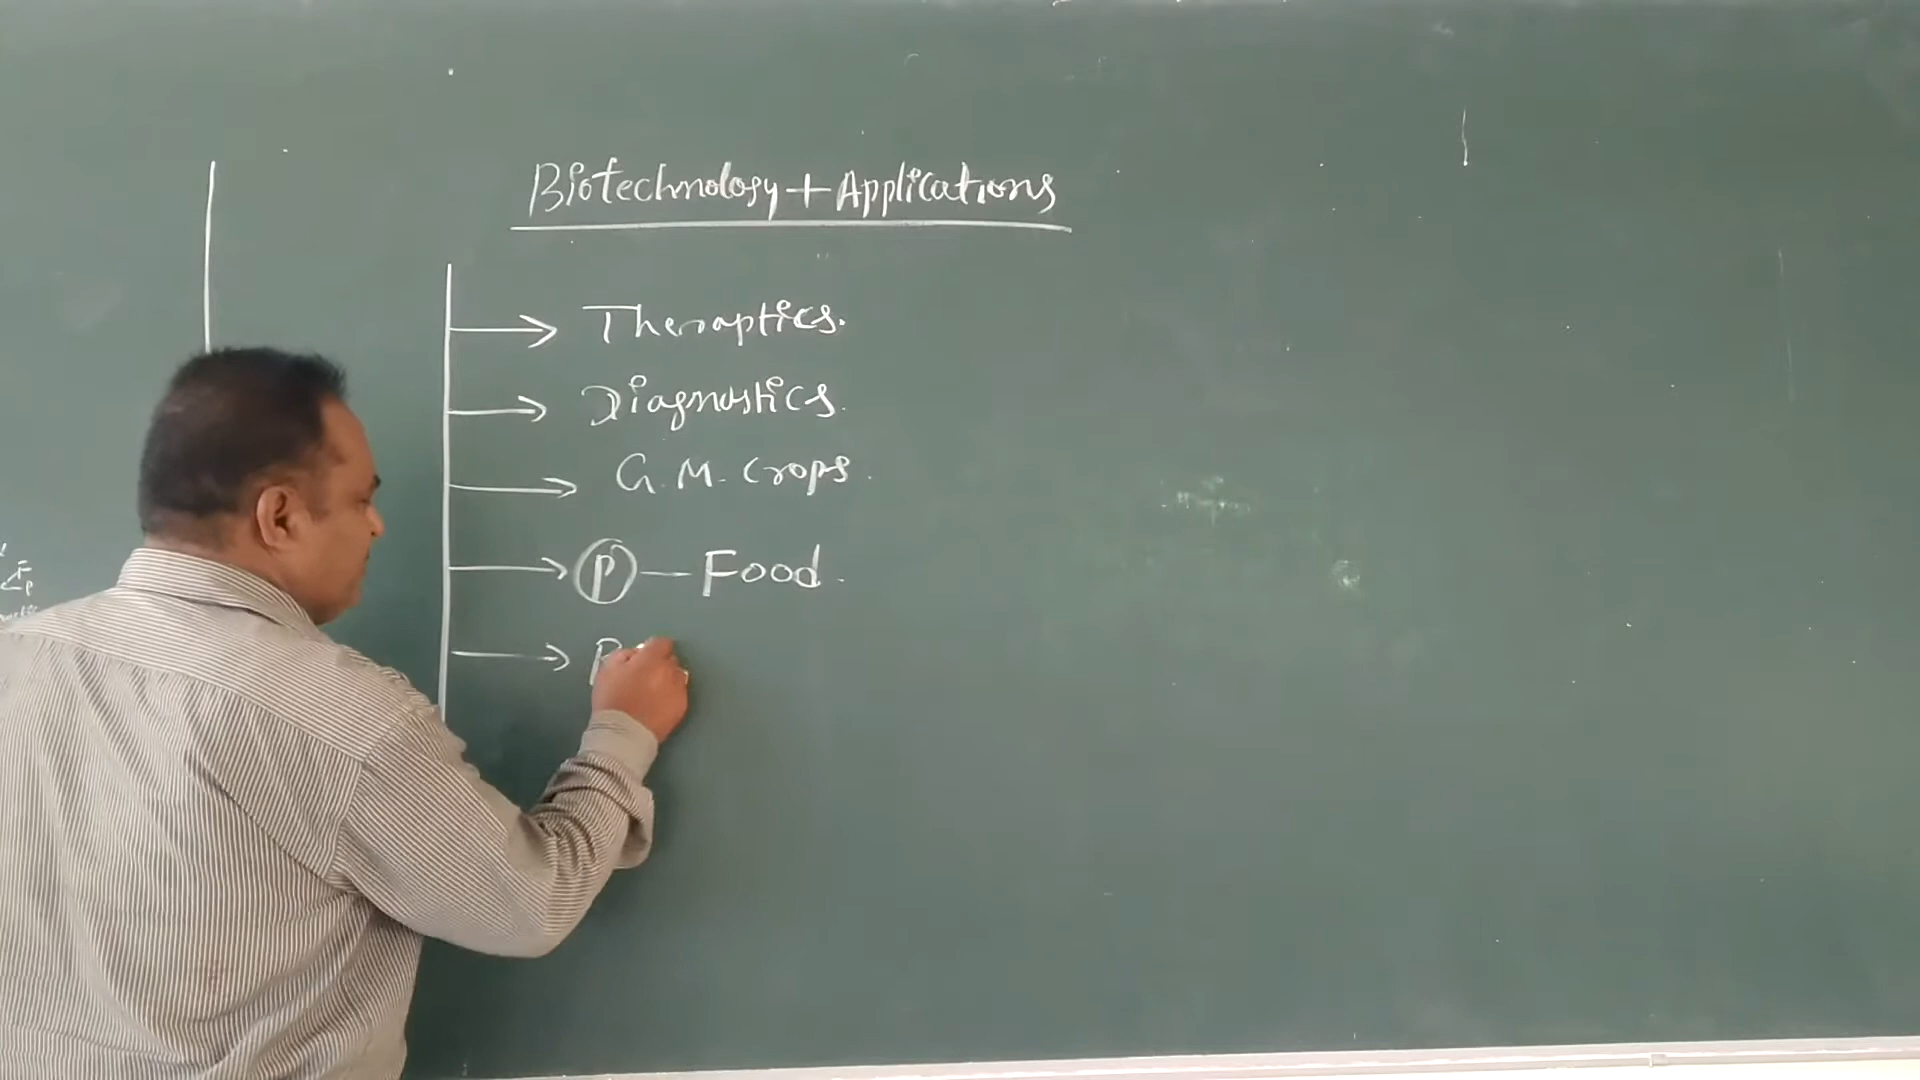 Biotechnology + Applications
Theraptics.
Diagnostics.
G.M. Crops.
P — Food.